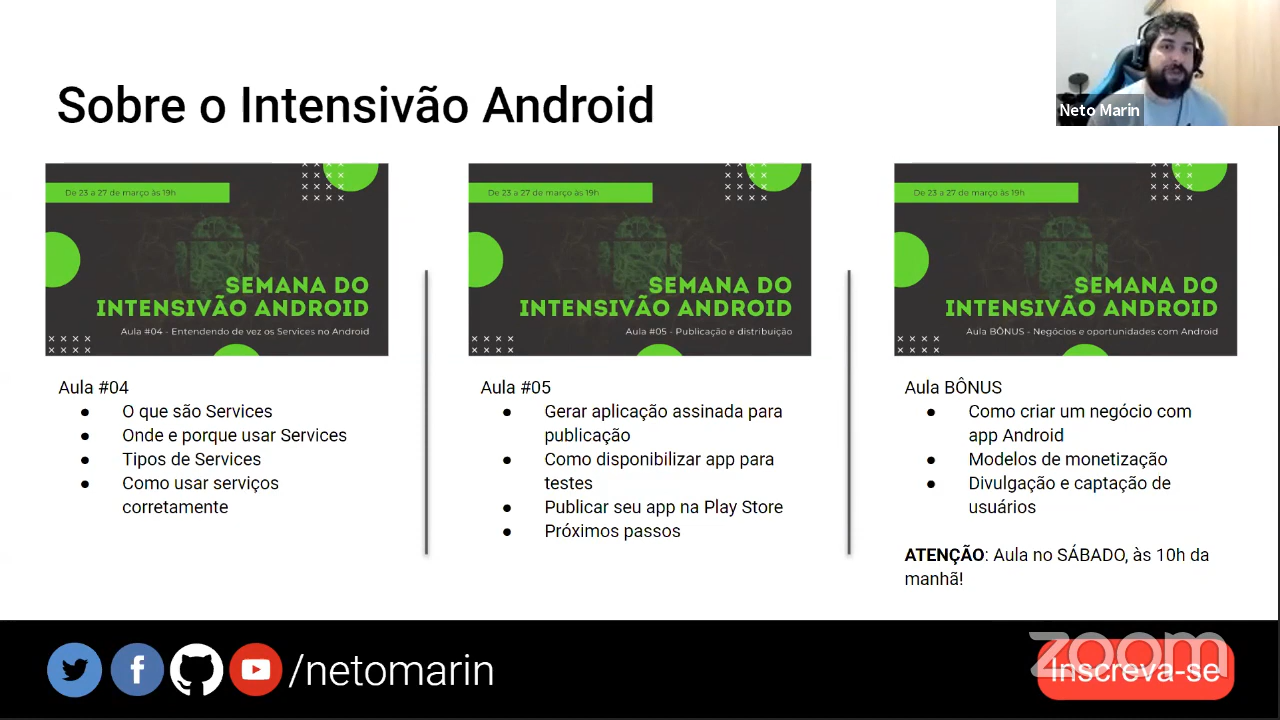 Sobre o Intensivão Android
Neto Marin
De 23 a 27 de março às 19h
SEMANA DO
INTENSIVÃO ANDROID
Aula #04 - Entendendo de vez os Services no Android
De 23 a 27 de março às 19h
SEMANA DO
INTENSIVÃO ANDROID
Aula #05 - Publicação e distribuição
De 23 a 27 de março às 19h
SEMANA DO
INTENSIVÃO ANDROID
Aula BÔNUS - Negócios e oportunidades com Android
Aula #04
● O que são Services
● Onde e porque usar Services
● Tipos de Services
● Como usar serviços
corretamente
Aula #05
● Gerar aplicação assinada para
publicação
● Como disponibilizar app para
testes
● Publicar seu app na Play Store
● Próximos passos
Aula BÔNUS
● Como criar um negócio com
app Android
● Modelos de monetização
● Divulgação e captação de
usuários
ATENÇÃO: Aula no SÁBADO, às 10h da
manhã!
/netomarin
zoom
Inscreva-se